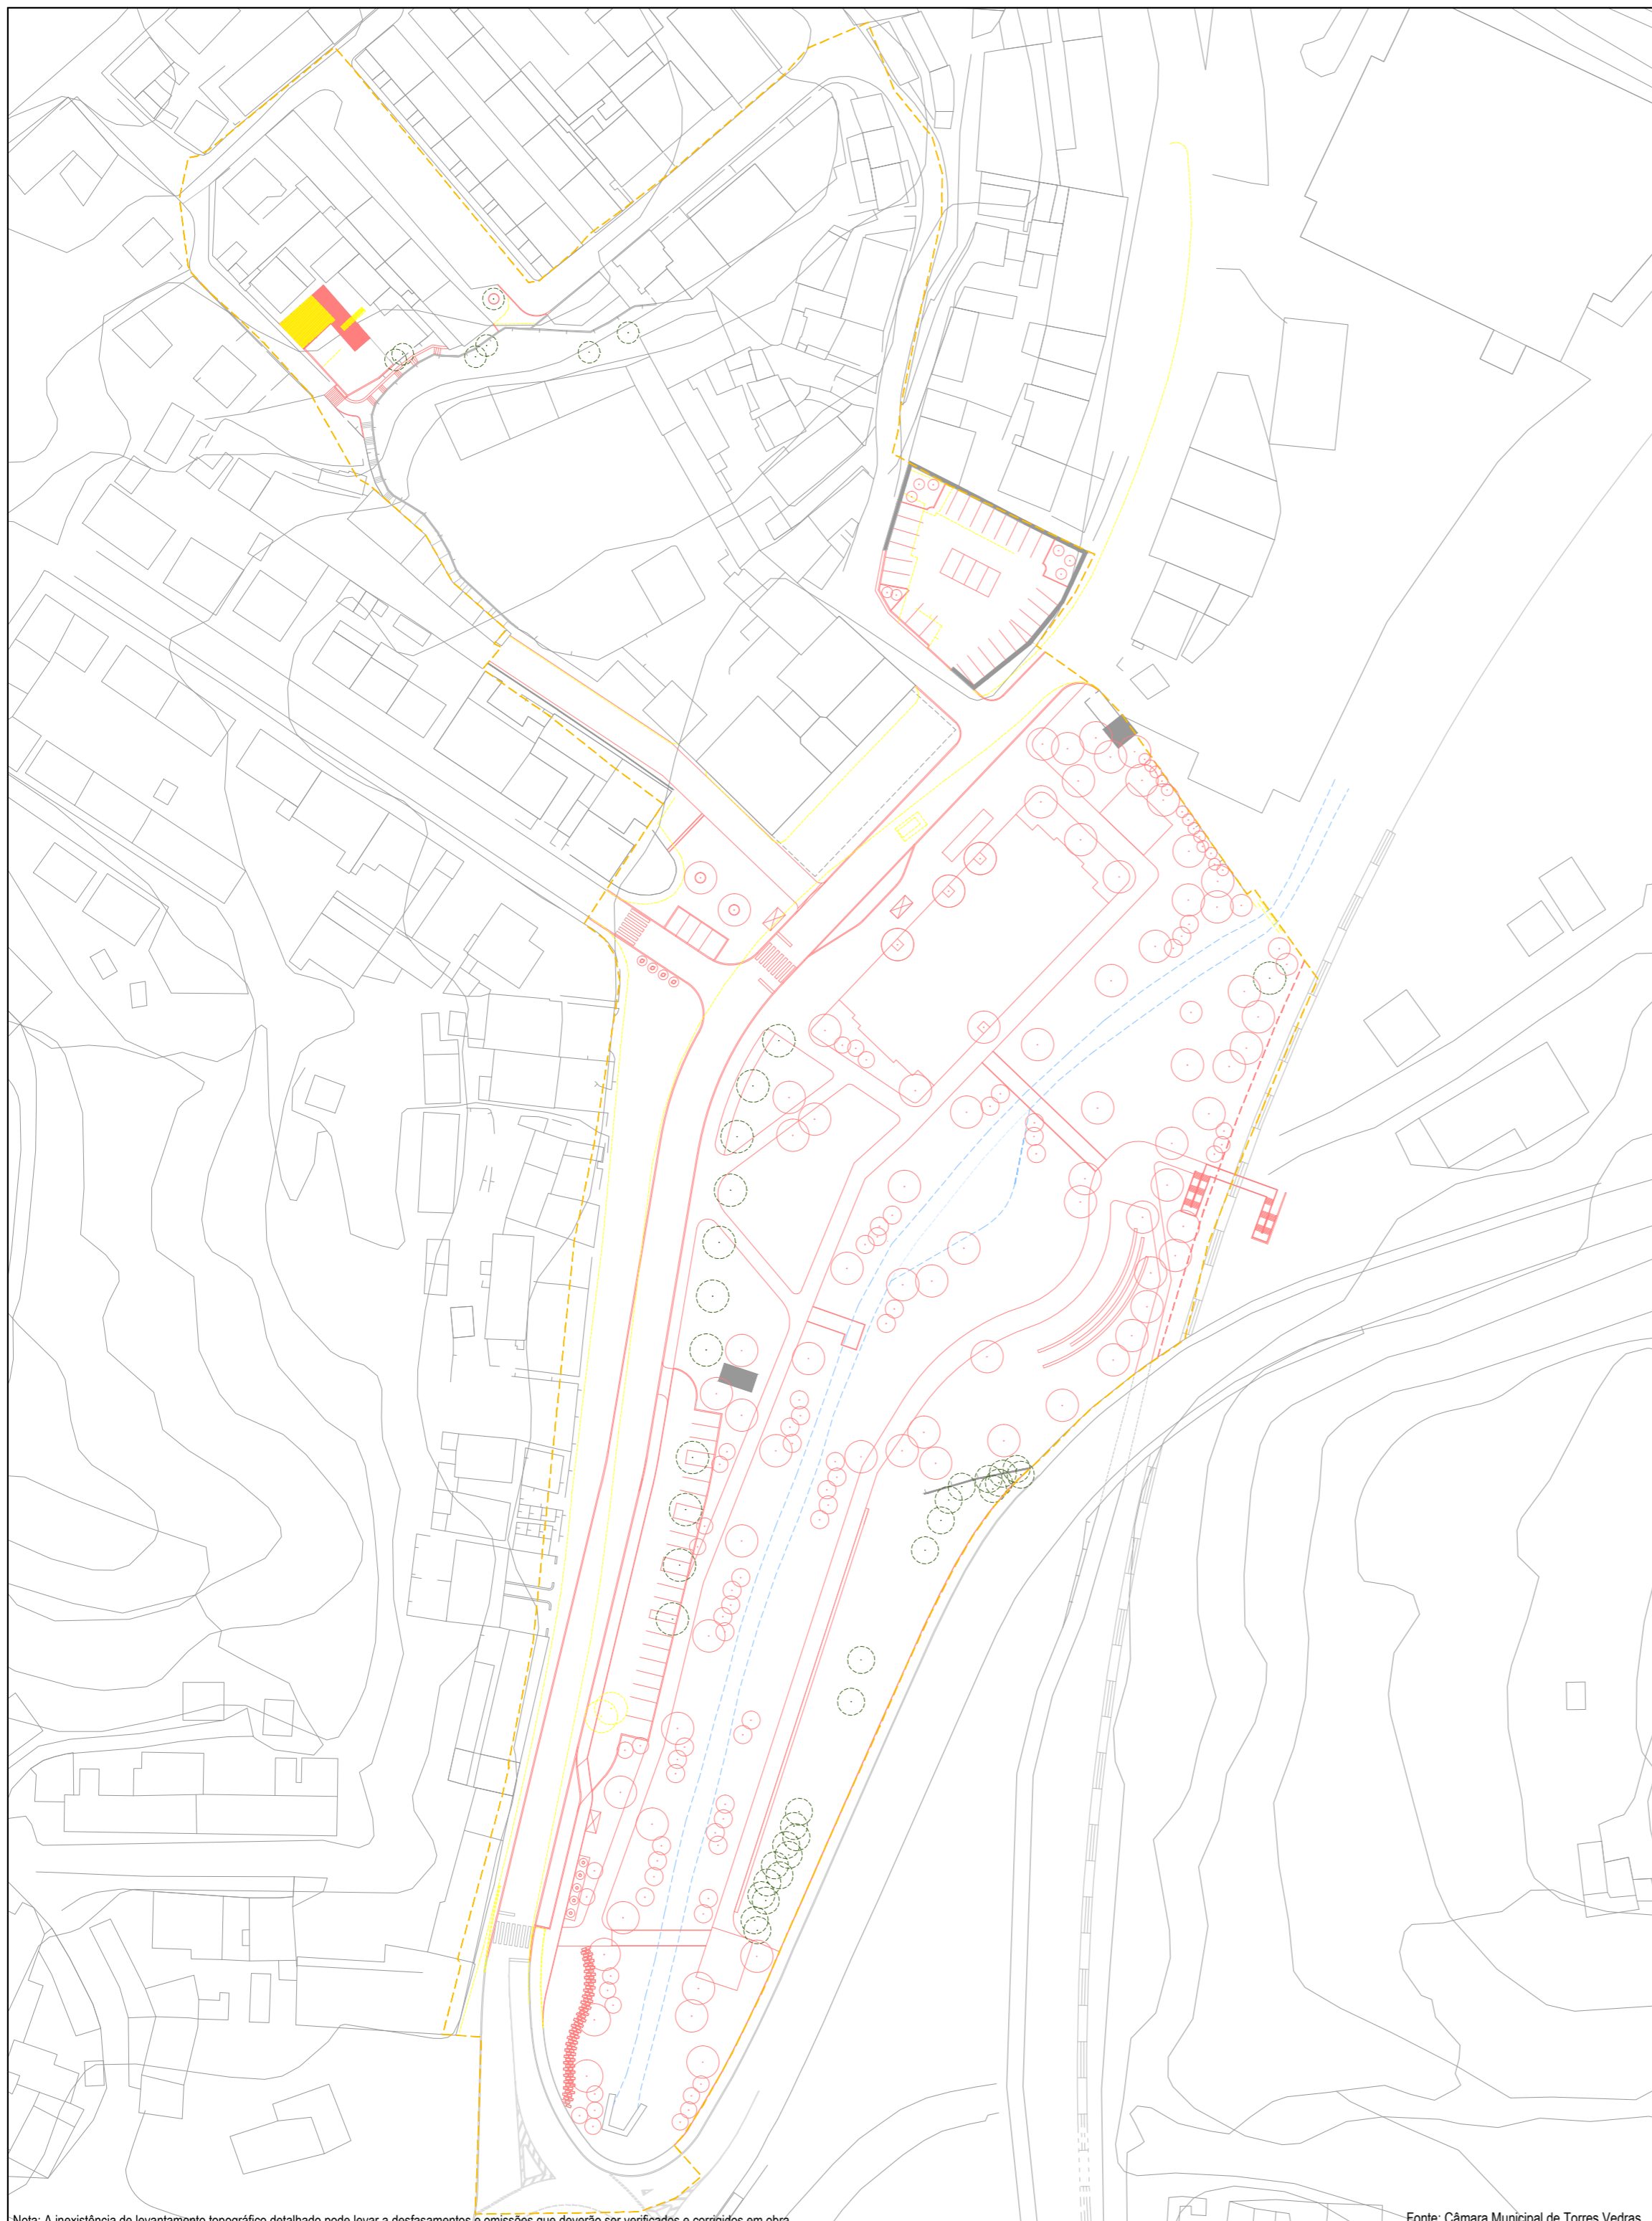 Nota: A inexistência de levantamento topográfico detalhado pode levar a desfasamentos e omissões que deverão ser verificados e corrigidos em obra
Fonte: Câmara Municipal de Torres Vedras